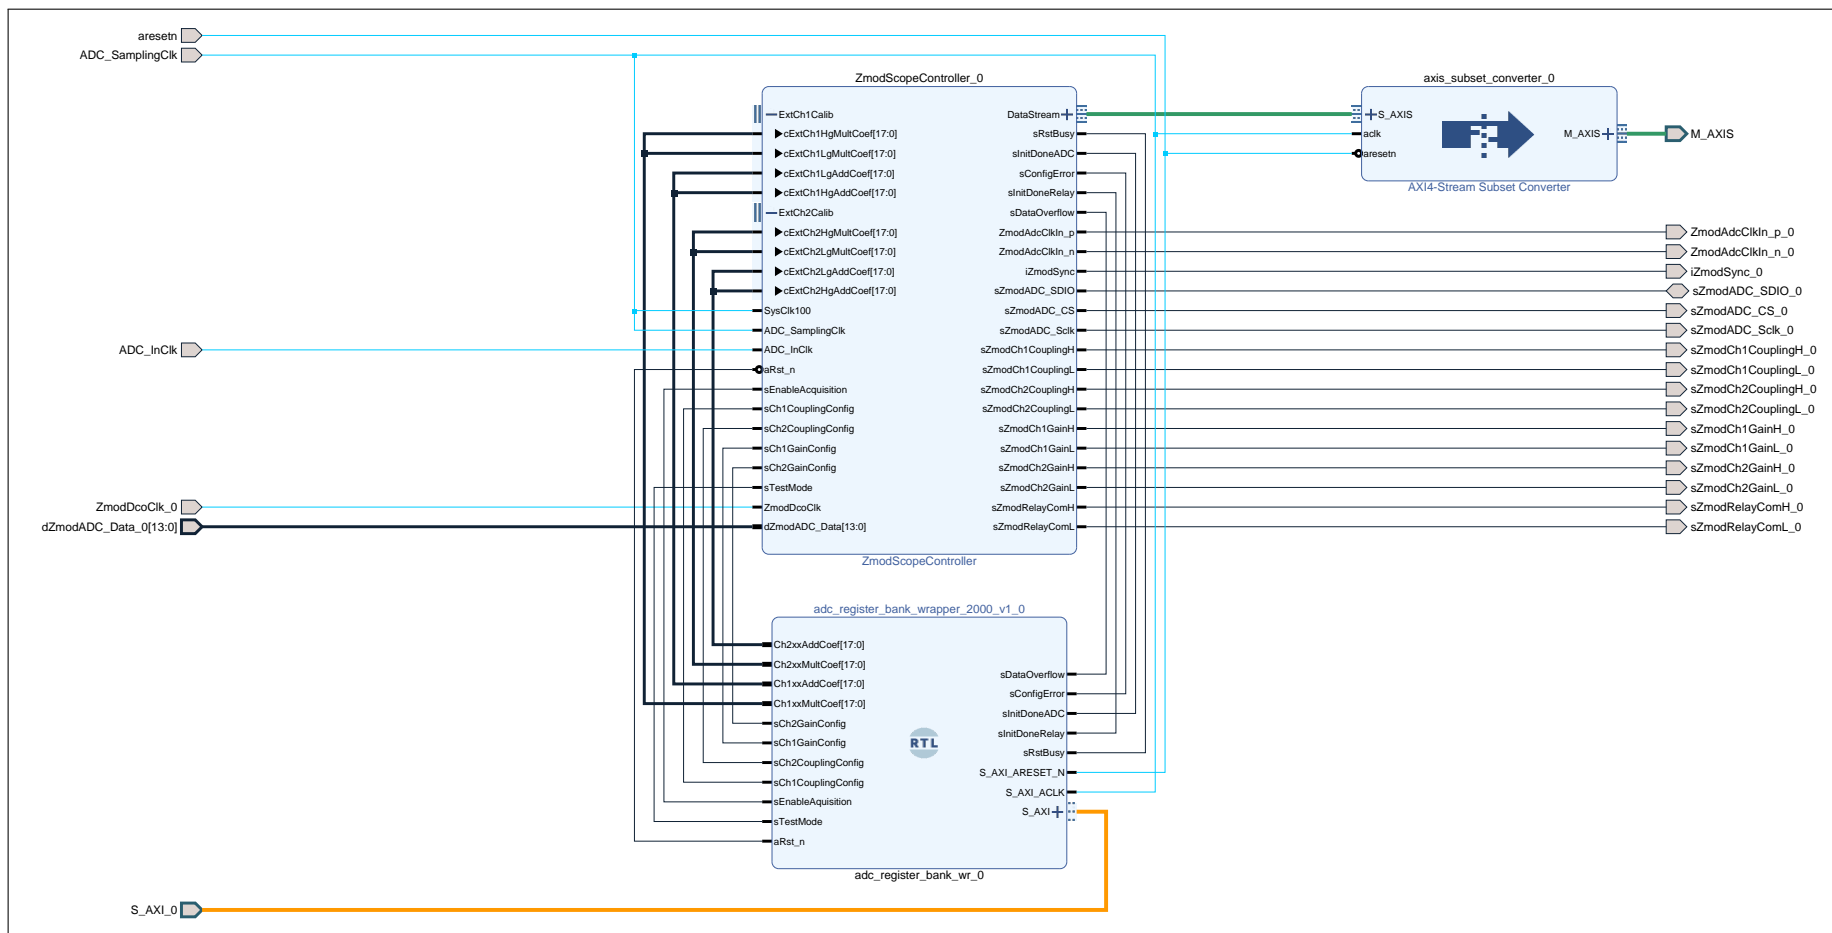 aresetn
ADC_SamplingClk
ADC_InClk
ZmodDcoClk_0
dZmodADC_Data_0[13:0]
S_AXI_0
ZmodScopeController_0
ExtCh1Calib
cExtCh1HgMultCoef[17:0]
cExtCh1LgMultCoef[17:0]
cExtCh1LgAddCoef[17:0]
cExtCh1HgAddCoef[17:0]
ExtCh2Calib
cExtCh2HgMultCoef[17:0]
cExtCh2LgMultCoef[17:0]
cExtCh2LgAddCoef[17:0]
cExtCh2HgAddCoef[17:0]
SysClk100
ADC_SamplingClk
ADC_InClk
aRst_n
sEnableAcquisition
sCh1CouplingConfig
sCh2CouplingConfig
sCh1GainConfig
sCh2GainConfig
sTestMode
ZmodDcoClk
dZmodADC_Data[13:0]
DataStream
sRstBusy
sInitDoneADC
sConfigError
sInitDoneRelay
sDataOverflow
ZmodAdcClkIn_p
ZmodAdcClkIn_n
iZmodSync
sZmodADC_SDIO
sZmodADC_CS
sZmodADC_Sclk
sZmodCh1CouplingH
sZmodCh1CouplingL
sZmodCh2CouplingH
sZmodCh2CouplingL
sZmodCh1GainH
sZmodCh1GainL
sZmodCh2GainH
sZmodCh2GainL
sZmodRelayComH
sZmodRelayComL
ZmodScopeController
adc_register_bank_wrapper_2000_v1_0
Ch2xxAddCoef[17:0]
Ch2xxMultCoef[17:0]
Ch1xxAddCoef[17:0]
Ch1xxMultCoef[17:0]
sCh2GainConfig
sCh1GainConfig
sCh2CouplingConfig
sCh1CouplingConfig
sEnableAquisition
sTestMode
aRst_n
RTL
sDataOverflow
sConfigError
sInitDoneADC
sInitDoneRelay
sRstBusy
S_AXI_ARESET_N
S_AXI_ACLK
S_AXI
adc_register_bank_wr_0
axis_subset_converter_0
S_AXIS
aclk
aresetn
M_AXIS
AXI4-Stream Subset Converter
M_AXIS
ZmodAdcClkIn_p_0
ZmodAdcClkIn_n_0
iZmodSync_0
sZmodADC_SDIO_0
sZmodADC_CS_0
sZmodADC_Sclk_0
sZmodCh1CouplingH_0
sZmodCh1CouplingL_0
sZmodCh2CouplingH_0
sZmodCh2CouplingL_0
sZmodCh1GainH_0
sZmodCh1GainL_0
sZmodCh2GainH_0
sZmodCh2GainL_0
sZmodRelayComH_0
sZmodRelayComL_0